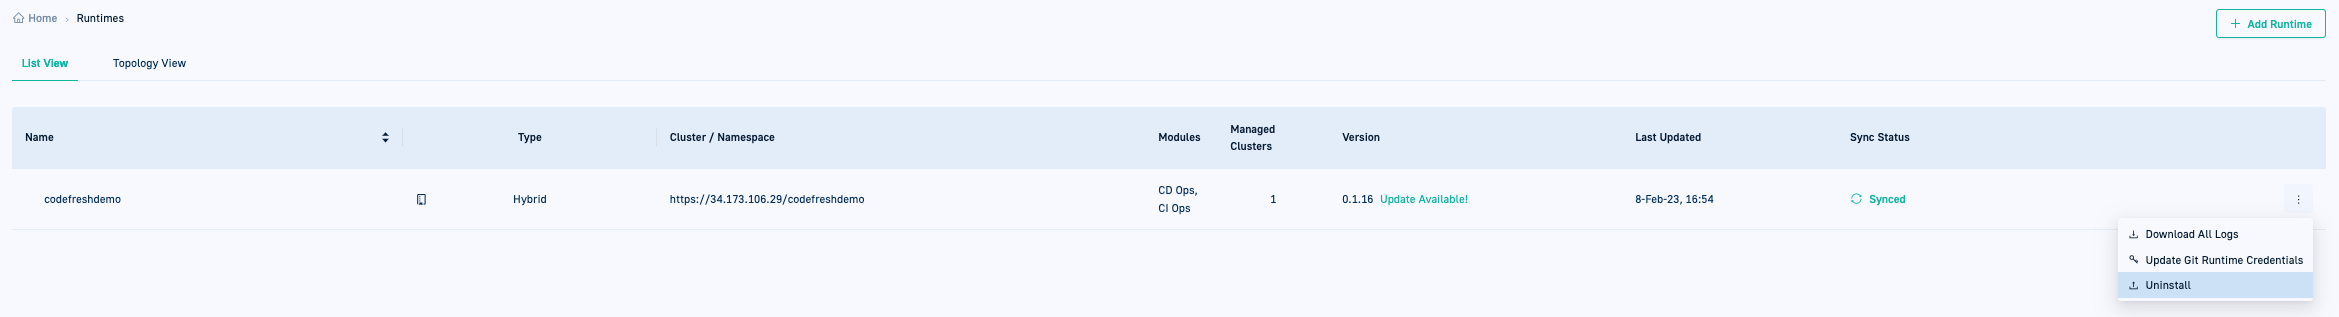 Home › Runtimes
+ Add Runtime
List View
Topology View
Name
Type
Cluster / Namespace
Modules
Managed
Clusters
Version
Last Updated
Sync Status
codefreshdemo
Hybrid
https://34.173.106.29/codefreshdemo
CD Ops,
CI Ops
1
0.1.16 Update Available!
8-Feb-23, 16:54
Synced
Download All Logs
Update Git Runtime Credentials
Uninstall